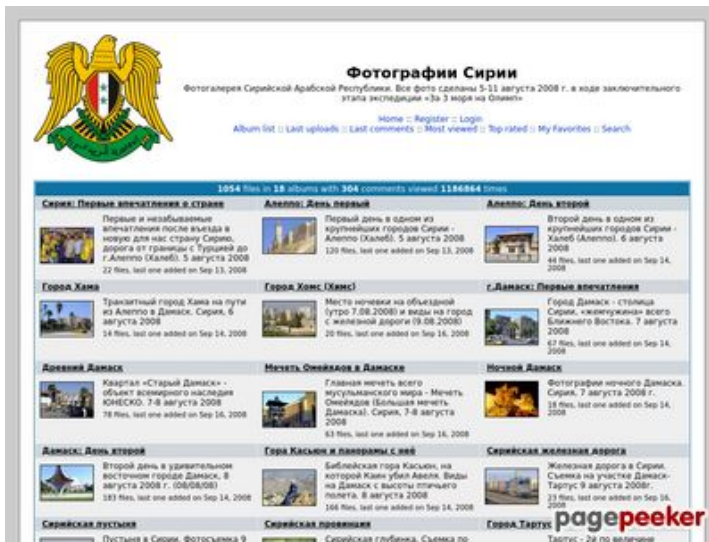 Фотографии Сирии
Фотогалерея Сирийской Арабской Республики. Все фото сделаны 5-11 августа 2008 г. в ходе заключительного
этапа экспедиции «За 3 моря на Олимп»
Home :: Register :: Login
Album list :: Last uploads :: Last comments :: Most viewed :: Top rated :: My Favorites :: Search
1054 files in 18 albums with 304 comments viewed 1186864 times
Сирия: Первые впечатления о стране
Первые и незабываемые
впечатления после въезда в
новую для нас страну Сирию,
дорога от границы с Турцией до
г.Алеппо (Халеб). 5 августа 2008
22 files, last one added on Sep 13, 2008
Алеппо: День первый
Первый день в одном из
крупнейших городов Сирии -
Алеппо (Халеб). 5 августа 2008
120 files, last one added on Sep 13, 2008
Алеппо: День второй
Второй день в одном из
крупнейших городов Сирии -
Халеб (Алеппо). 6 августа
2008
44 files, last one added on Sep 14,
2008
Город Хама
Транзитный город Хама на пути
из Алеппо в Дамаск. Сирия, 6
августа 2008
14 files, last one added on Sep 14, 2008
Город Хомс (Химс)
Место ночевки на объездной
(утро 7.08.2008) и виды на город
с железной дороги (9.08.2008)
20 files, last one added on Sep 16, 2008
г.Дамаск: Первые впечатления
Город Дамаск - столица
Сирии, «жемчужина» всего
Ближнего Востока. 7 августа
2008
67 files, last one added on Sep 14,
2008
Древний Дамаск
Квартал «Старый Дамаск» -
объект всемирного наследия
ЮНЕСКО. 7-8 августа 2008
78 files, last one added on Sep 16, 2008
Мечеть Омейядов в Дамаске
Главная мечеть всего
мусульманского мира - Мечеть
Омейядов (Большая мечеть
Дамаска). Сирия, 7-8 августа
2008
63 files, last one added on Sep 16, 2008
Ночной Дамаск
Фотографии ночного Дамаска.
Сирия, 7 августа 2008 г.
18 files, last one added on Sep 14,
2008
Дамаск: День второй
Второй день в удивительном
восточном городе Дамаск, 8
августа 2008 г. (08/08/08)
183 files, last one added on Sep 14, 2008
Гора Касьюн и панорамы с неё
Библейская гора Касьюн, на
которой Каин убил Авеля. Виды
на Дамаск с высоты птичьего
полета. 8 августа 2008
166 files, last one added on Sep 14, 2008
Сирийская железная дорога
Железная дорога в Сирии.
Съемка на участке Дамаск-
Тартус 9 августа 2008г.
23 files, last one added on Sep 16,
2008
Сирийская пустыня
Пустыня в Сирии. Фотосъемка 9
Сирийская провинция
Сирийская глубинка. Съемка по
Город Тартус
Тартус - 2й по величине
pagepeeker